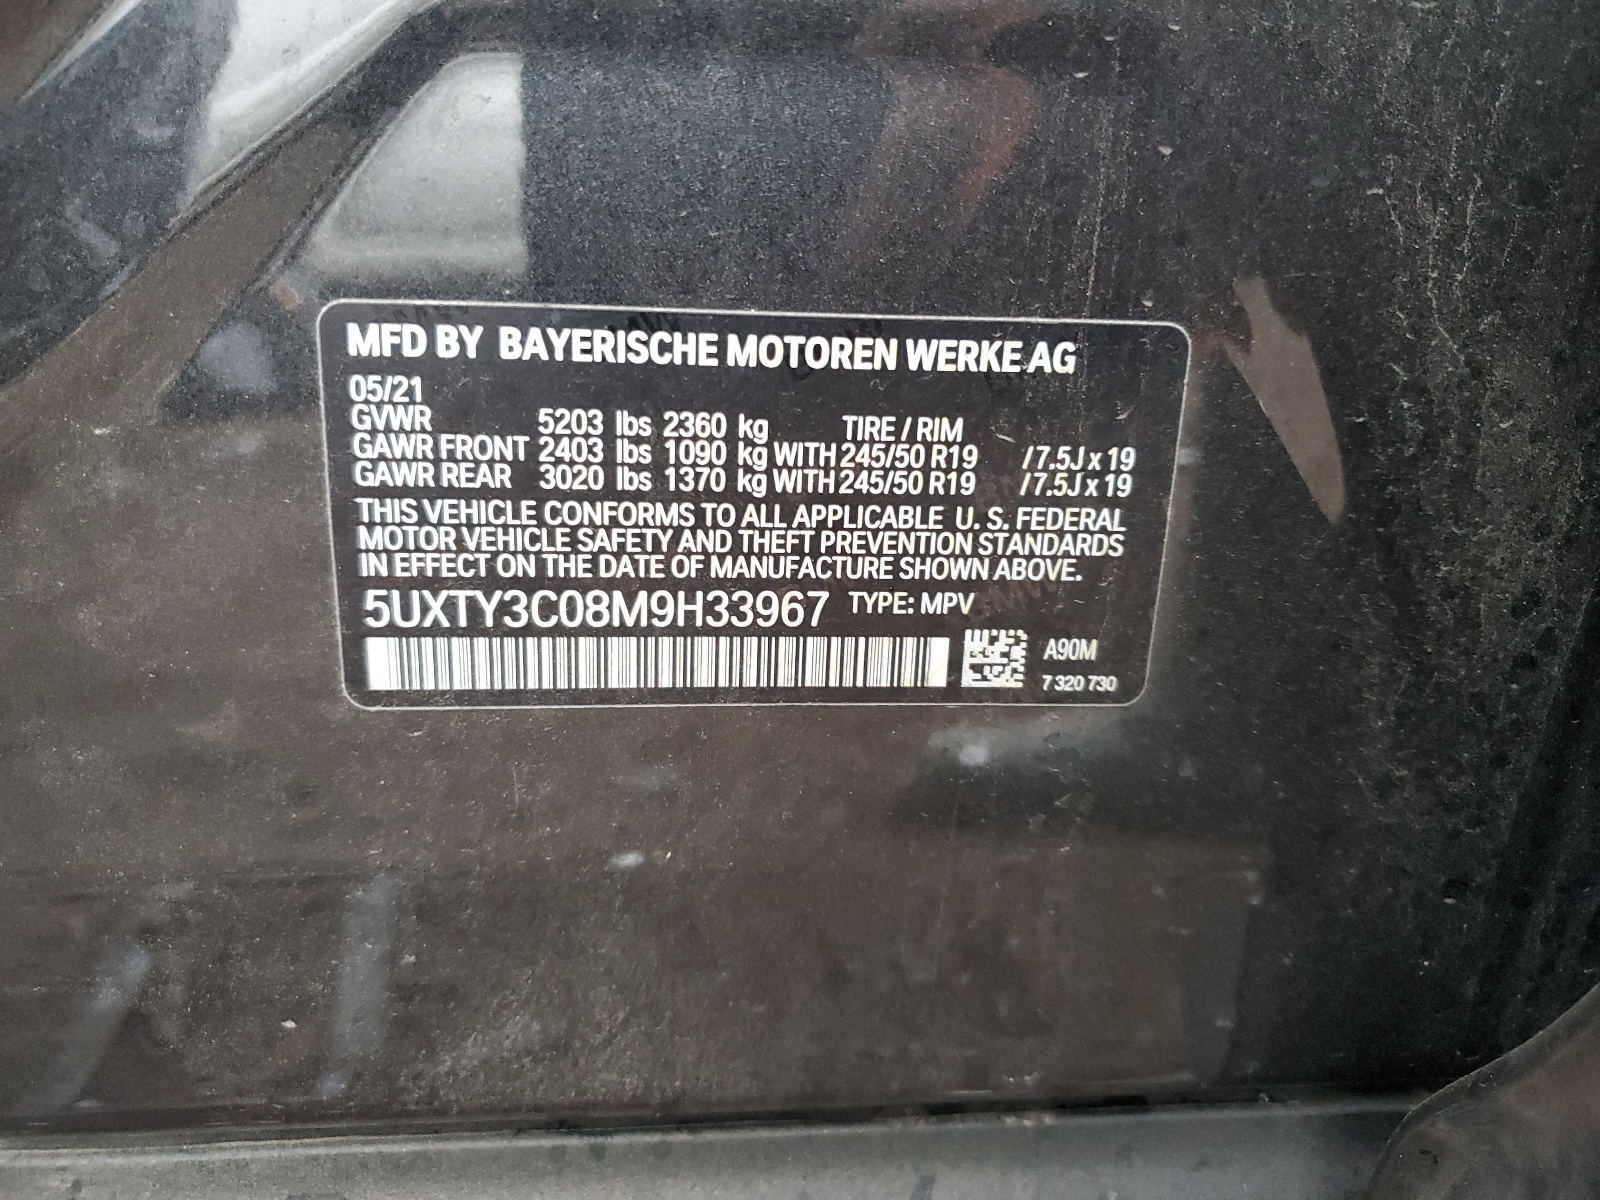 MFD BY BAYERISCHE MOTOREN WERKE AG
05/21
GVWR 5203 lbs 2360 kg TIRE / RIM
GAWR FRONT 2403 lbs 1090 kg WITH 245/50 R19 / 7.5J x 19
GAWR REAR 3020 lbs 1370 kg WITH 245/50 R19 / 7.5J x 19
THIS VEHICLE CONFORMS TO ALL APPLICABLE U. S. FEDERAL
MOTOR VEHICLE SAFETY AND THEFT PREVENTION STANDARDS
IN EFFECT ON THE DATE OF MANUFACTURE SHOWN ABOVE.
5UXTY3C08M9H33967 TYPE: MPV
A90M
7 320 730